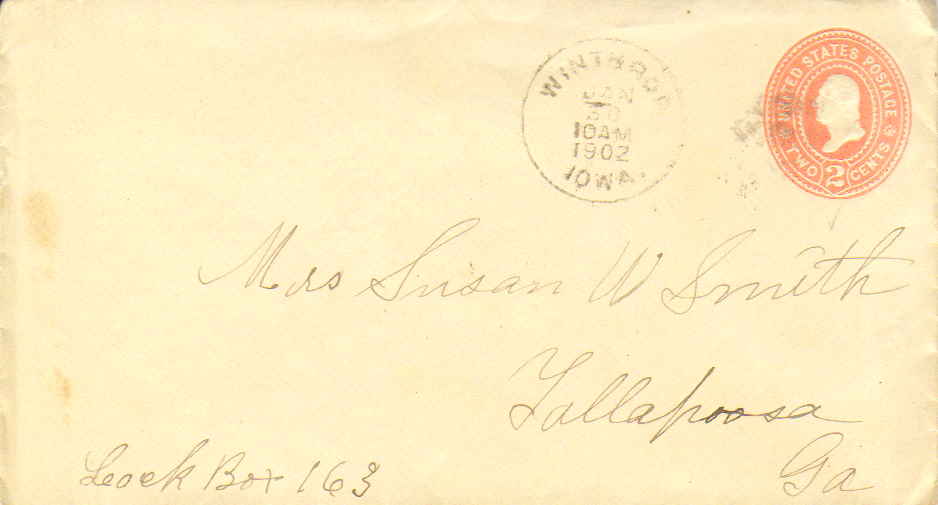 WINTHROP
JAN
30
10AM
1902
IOWA.
UNITED STATES POSTAGE
TWO 2 CENTS
Mrs Susan W Smith
Tallapoosa
Ga
Lock Box 163